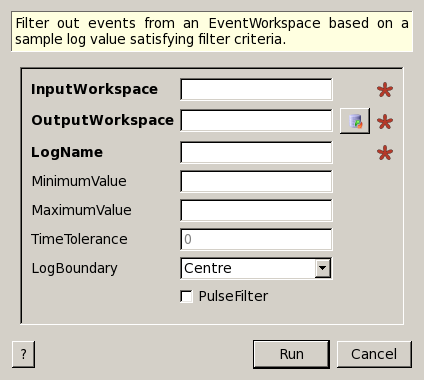 Filter out events from an EventWorkspace based on a
sample log value satisfying filter criteria.
InputWorkspace
OutputWorkspace
LogName
MinimumValue
MaximumValue
TimeTolerance 0
LogBoundary Centre
PulseFilter
? Run Cancel